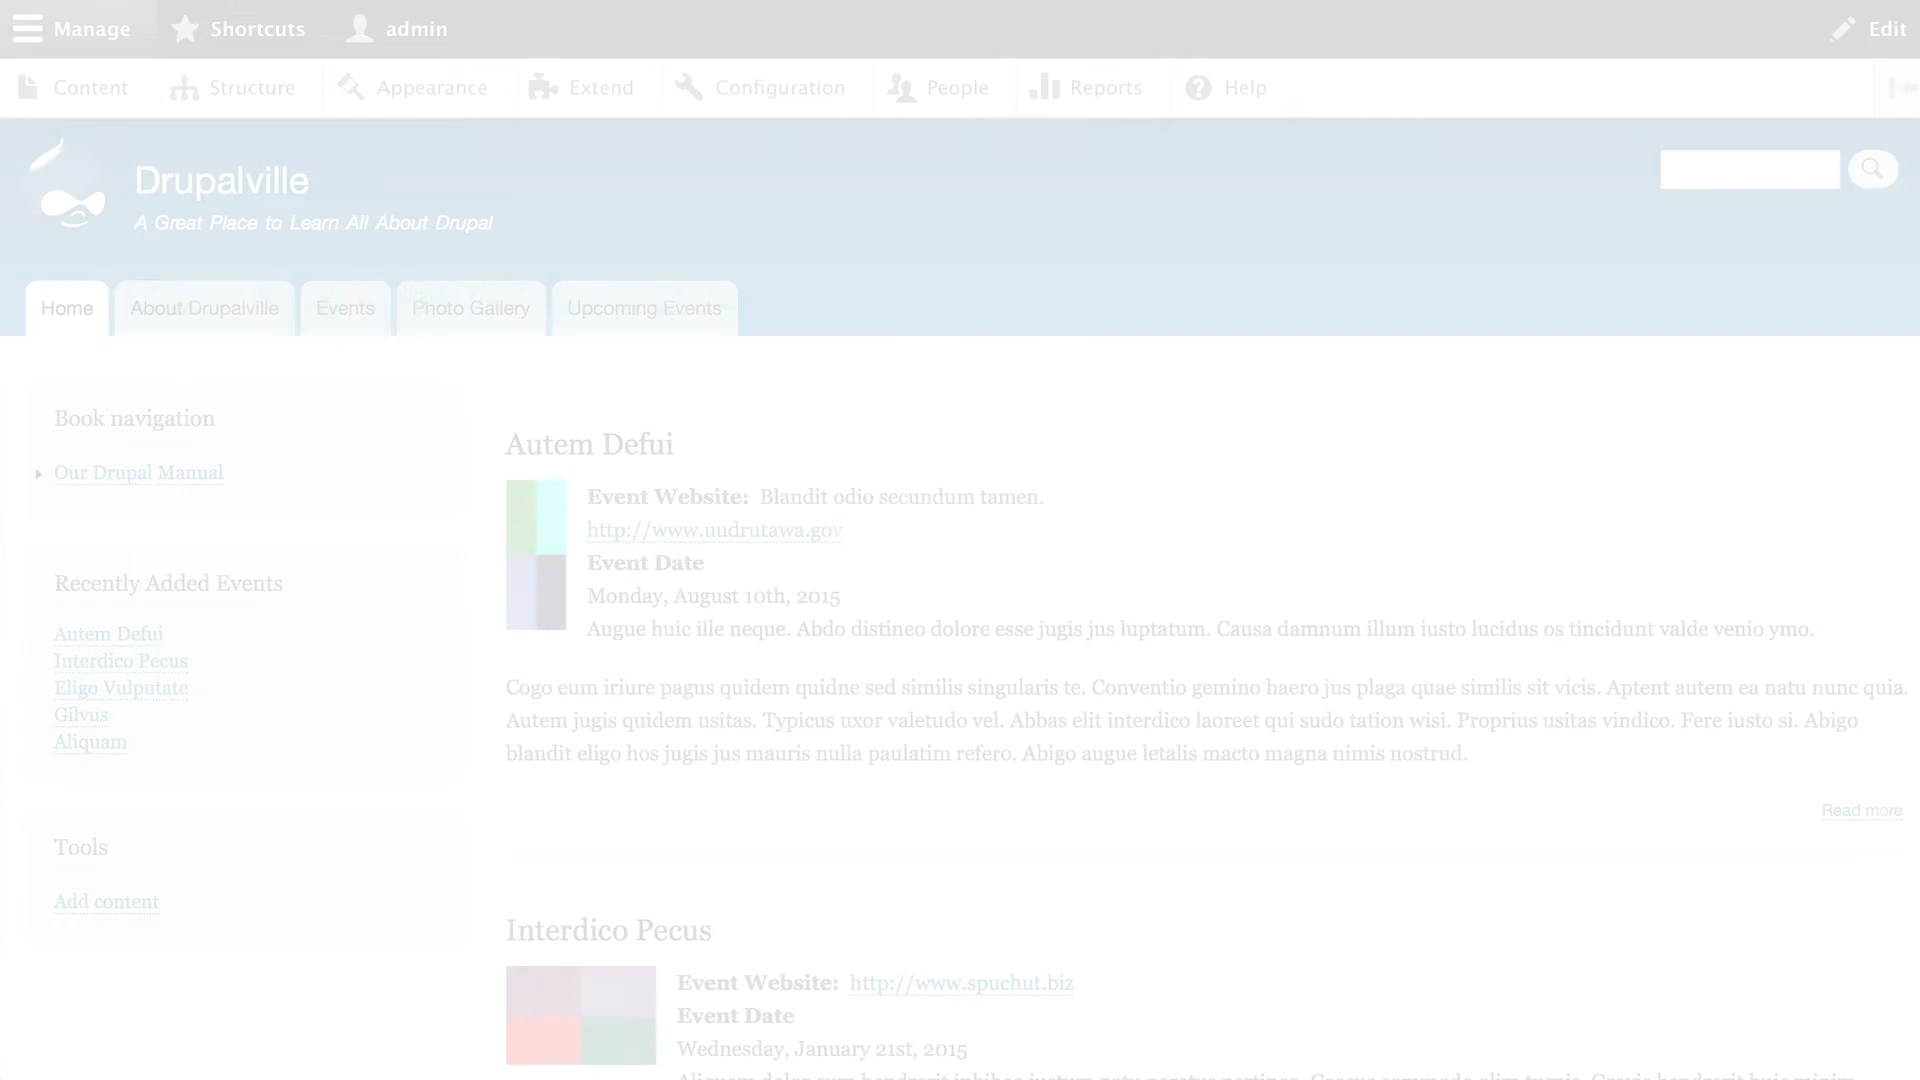 Manage Shortcuts admin Edit
Content Structure Appearance Extend Configuration People Reports Help
Drupalville
A Great Place to Learn All About Drupal
Home About Drupalville Events Photo Gallery Upcoming Events
Book navigation
Our Drupal Manual
Recently Added Events
Autem Defui
Interdico Pecus
Eligo Vulputate
Gilvus
Aliquam
Tools
Add content
Autem Defui
Event Website: Blandit odio secundum tamen.
http://www.uudrutawa.gov
Event Date
Monday, August 10th, 2015
Augue huic ille neque. Abdo distineo dolore esse jugis jus luptatum. Causa damnum illum iusto lucidus os tincidunt valde venio ymo.
Cogo eum iriure pagus quidem quidne sed similis singularis te. Conventio gemino haero jus plaga quae similis sit vicis. Aptent autem ea natu nunc quia.
Autem jugis quidem usitas. Typicus uxor valetudo vel. Abbas elit interdico laoreet qui sudo tation wisi. Proprius usitas vindico. Fere iusto si. Abigo
blandit eligo hos jugis jus mauris nulla paulatim refero. Abigo augue letalis macto magna nimis nostrud.
Read more
Interdico Pecus
Event Website: http://www.spuchut.biz
Event Date
Wednesday, January 21st, 2015